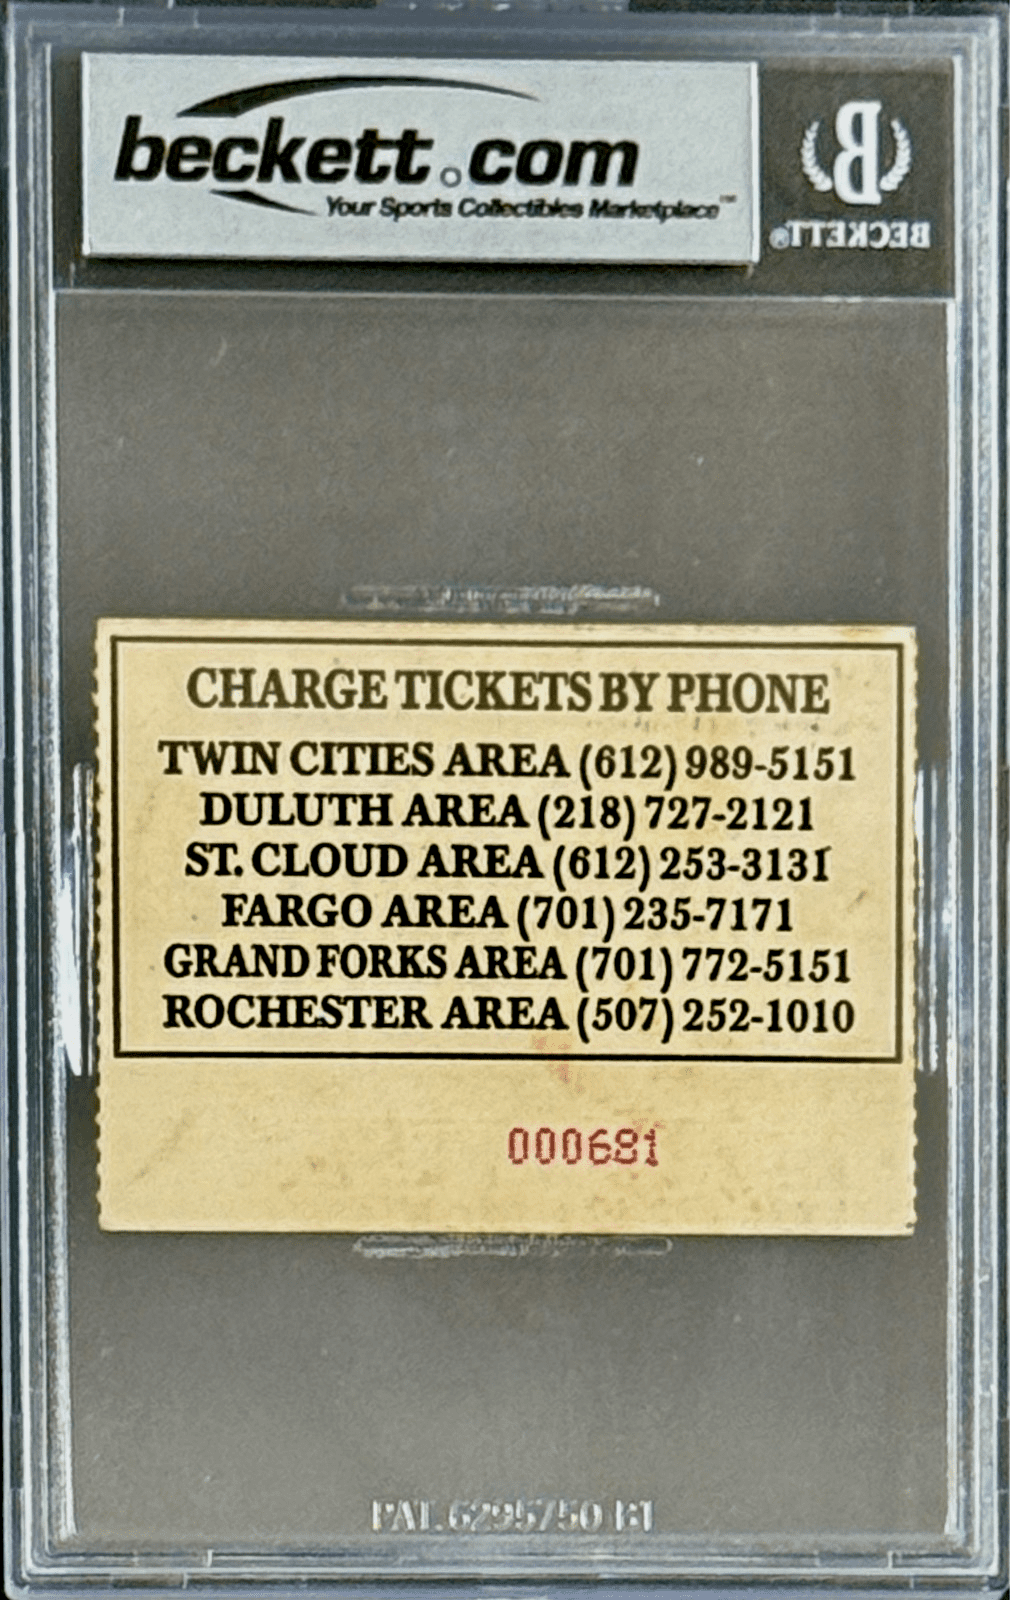 beckett.com
Your Sports Collectibles Marketplace™
B
BECKETT®
CHARGE TICKETS BY PHONE
TWIN CITIES AREA (612) 989-5151
DULUTH AREA (218) 727-2121
ST. CLOUD AREA (612) 253-3131
FARGO AREA (701) 235-7171
GRAND FORKS AREA (701) 772-5151
ROCHESTER AREA (507) 252-1010
000681
PAT. 6295750 B1